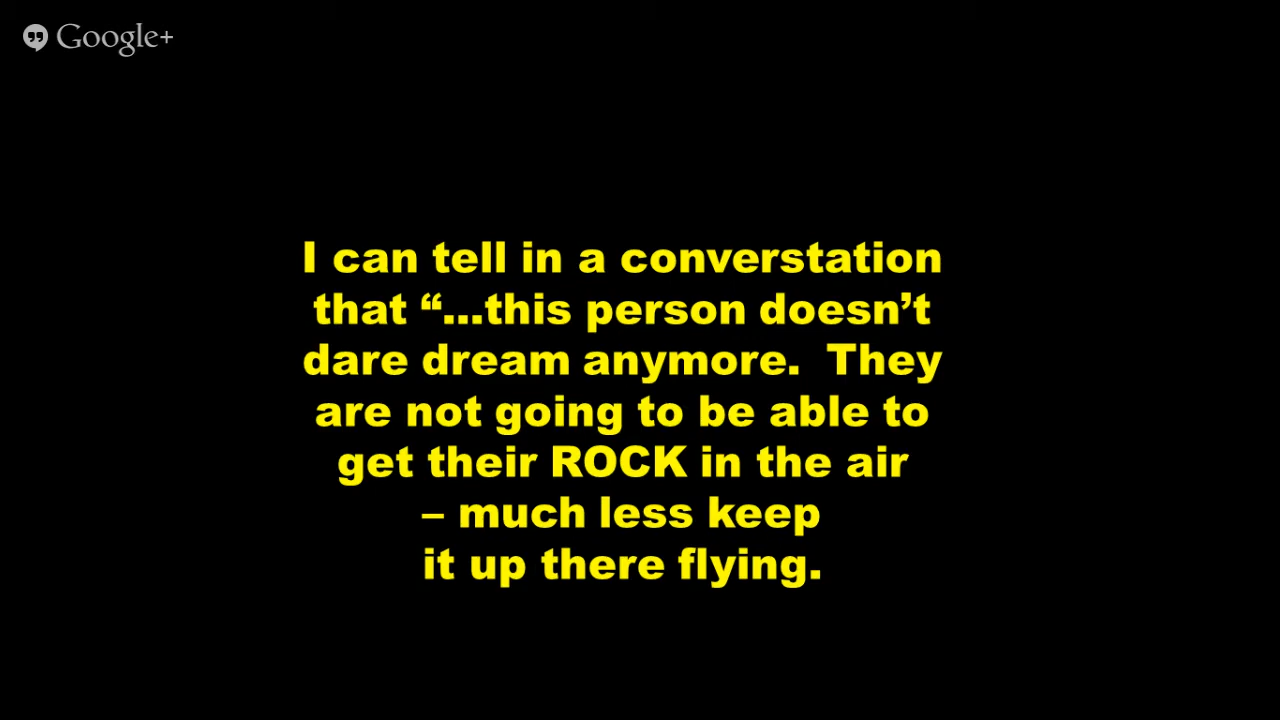 Google+
I can tell in a converstation
that “...this person doesn’t
dare dream anymore.  They
are not going to be able to
get their ROCK in the air
– much less keep
it up there flying.